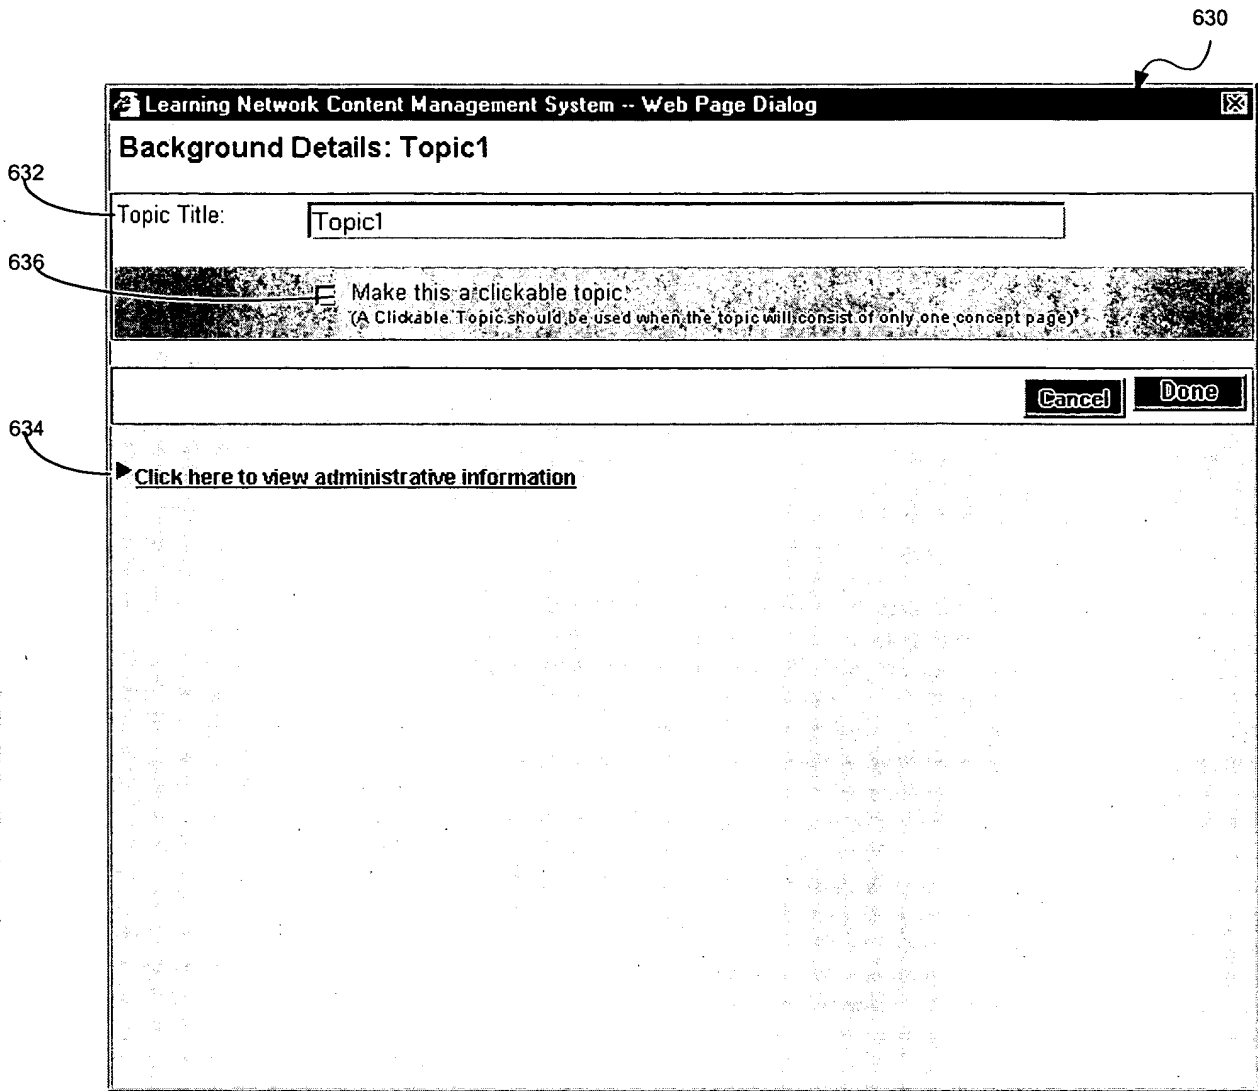 630
Learning Network Content Management System -- Web Page Dialog
Background Details: Topic1
632
Topic Title: Topic1
636
Make this a clickable topic
(A Clickable Topic should be used when the topic will consist of only one concept page)
Cancel Done
634
Click here to view administrative information